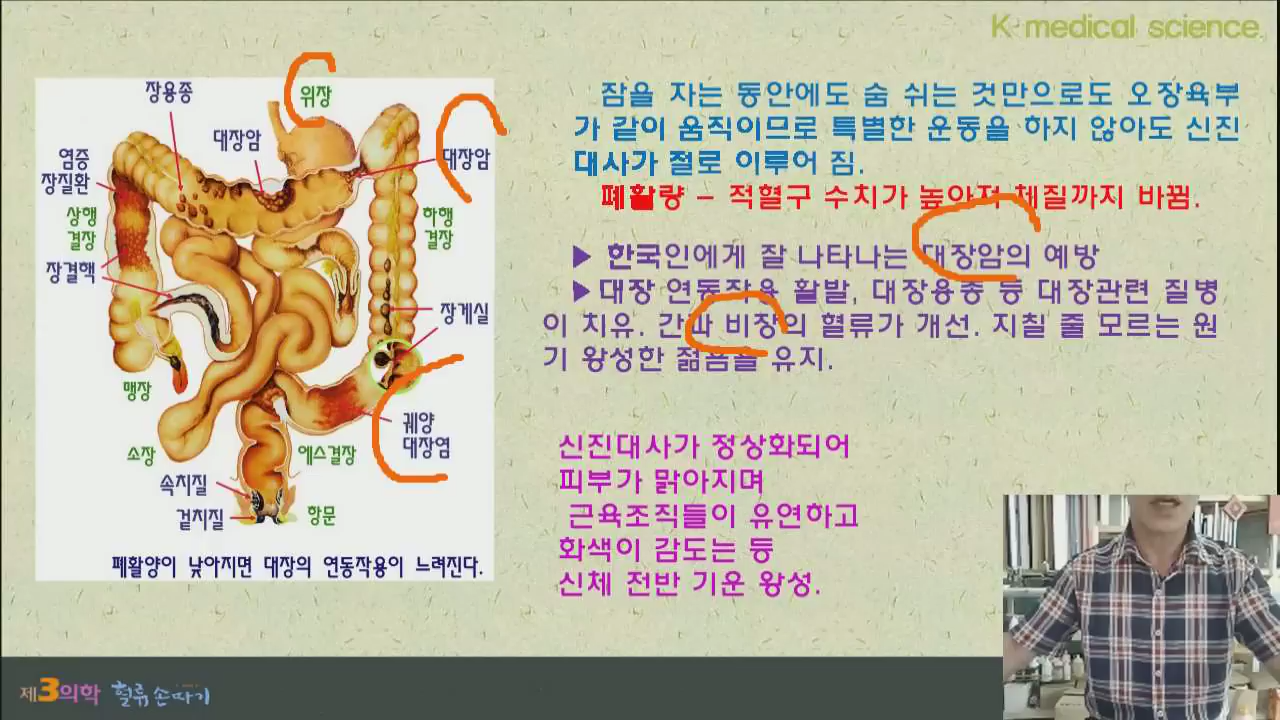 K medical science.
위장
장용종
대장암
대장암
염증
장질환
상행
결장
하행
결장
장결핵
장게실
맹장
궤양
대장염
소장
에스결장
속치질
겉치질
항문
폐활양이 낮아지면 대장의 연동작용이 느려진다.
잠을 자는 동안에도 숨 쉬는 것만으로도 오장육부
가 같이 움직이므로 특별한 운동을 하지 않아도 신진
대사가 절로 이루어 짐.
폐활량 – 적혈구 수치가 높아져 체질까지 바뀜.
▶ 한국인에게 잘 나타나는 대장암의 예방
▶대장 연동작용 활발, 대장용종 등 대장관련 질병
이 치유. 간과 비장의 혈류가 개선. 지칠 줄 모르는 원
기 왕성한 젊음을 유지.
신진대사가 정상화되어
피부가 맑아지며
근육조직들이 유연하고
화색이 감도는 등
신체 전반 기운 왕성.
제3의학 혈류 손따기